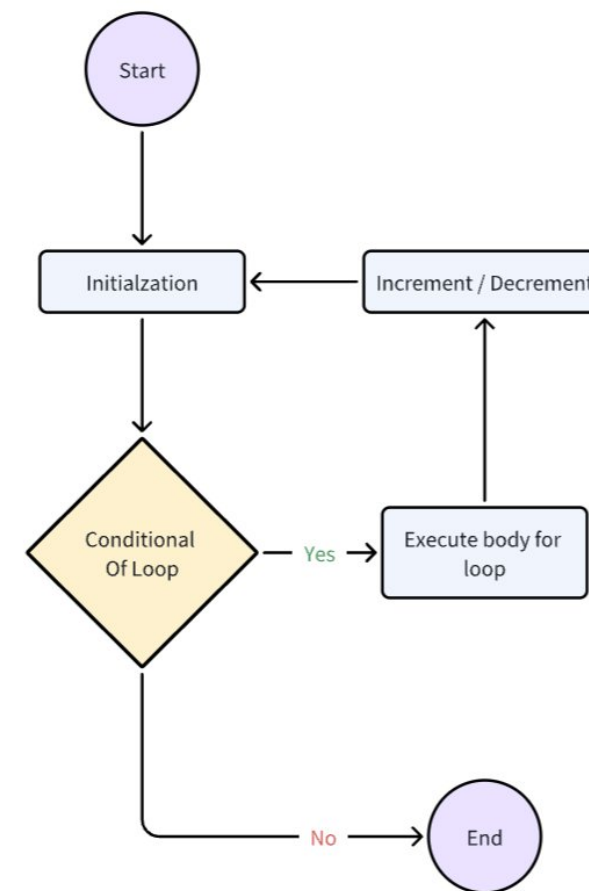 Start
Initialzation
Increment / Decrement
Conditional
Of Loop
Yes
Execute body for
loop
No
End